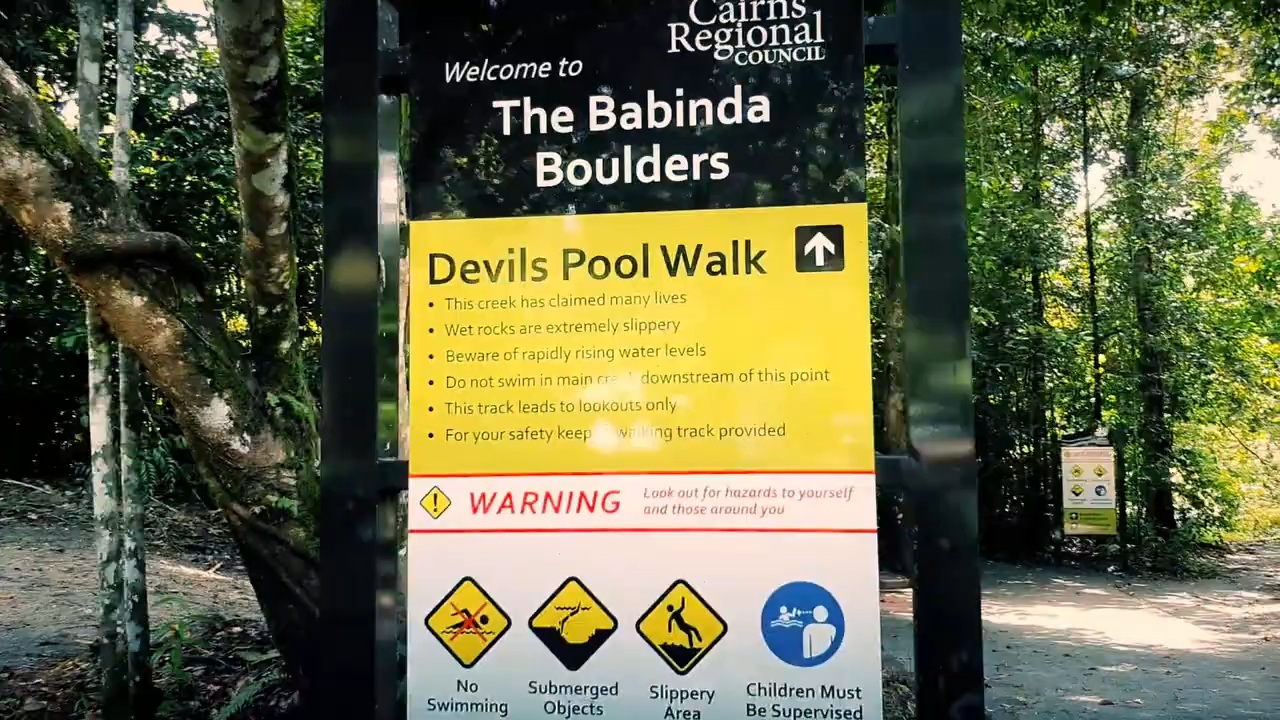 Cairns
Regional
COUNCIL
Welcome to
The Babinda
Boulders
Devils Pool Walk
• This creek has claimed many lives
• Wet rocks are extremely slippery
• Beware of rapidly rising water levels
• Do not swim in main creek downstream of this point
• This track leads to lookouts only
• For your safety keep walking track provided
WARNING
Look out for hazards to yourself
and those around you
No
Swimming
Submerged
Objects
Slippery
Area
Children Must
Be Supervised